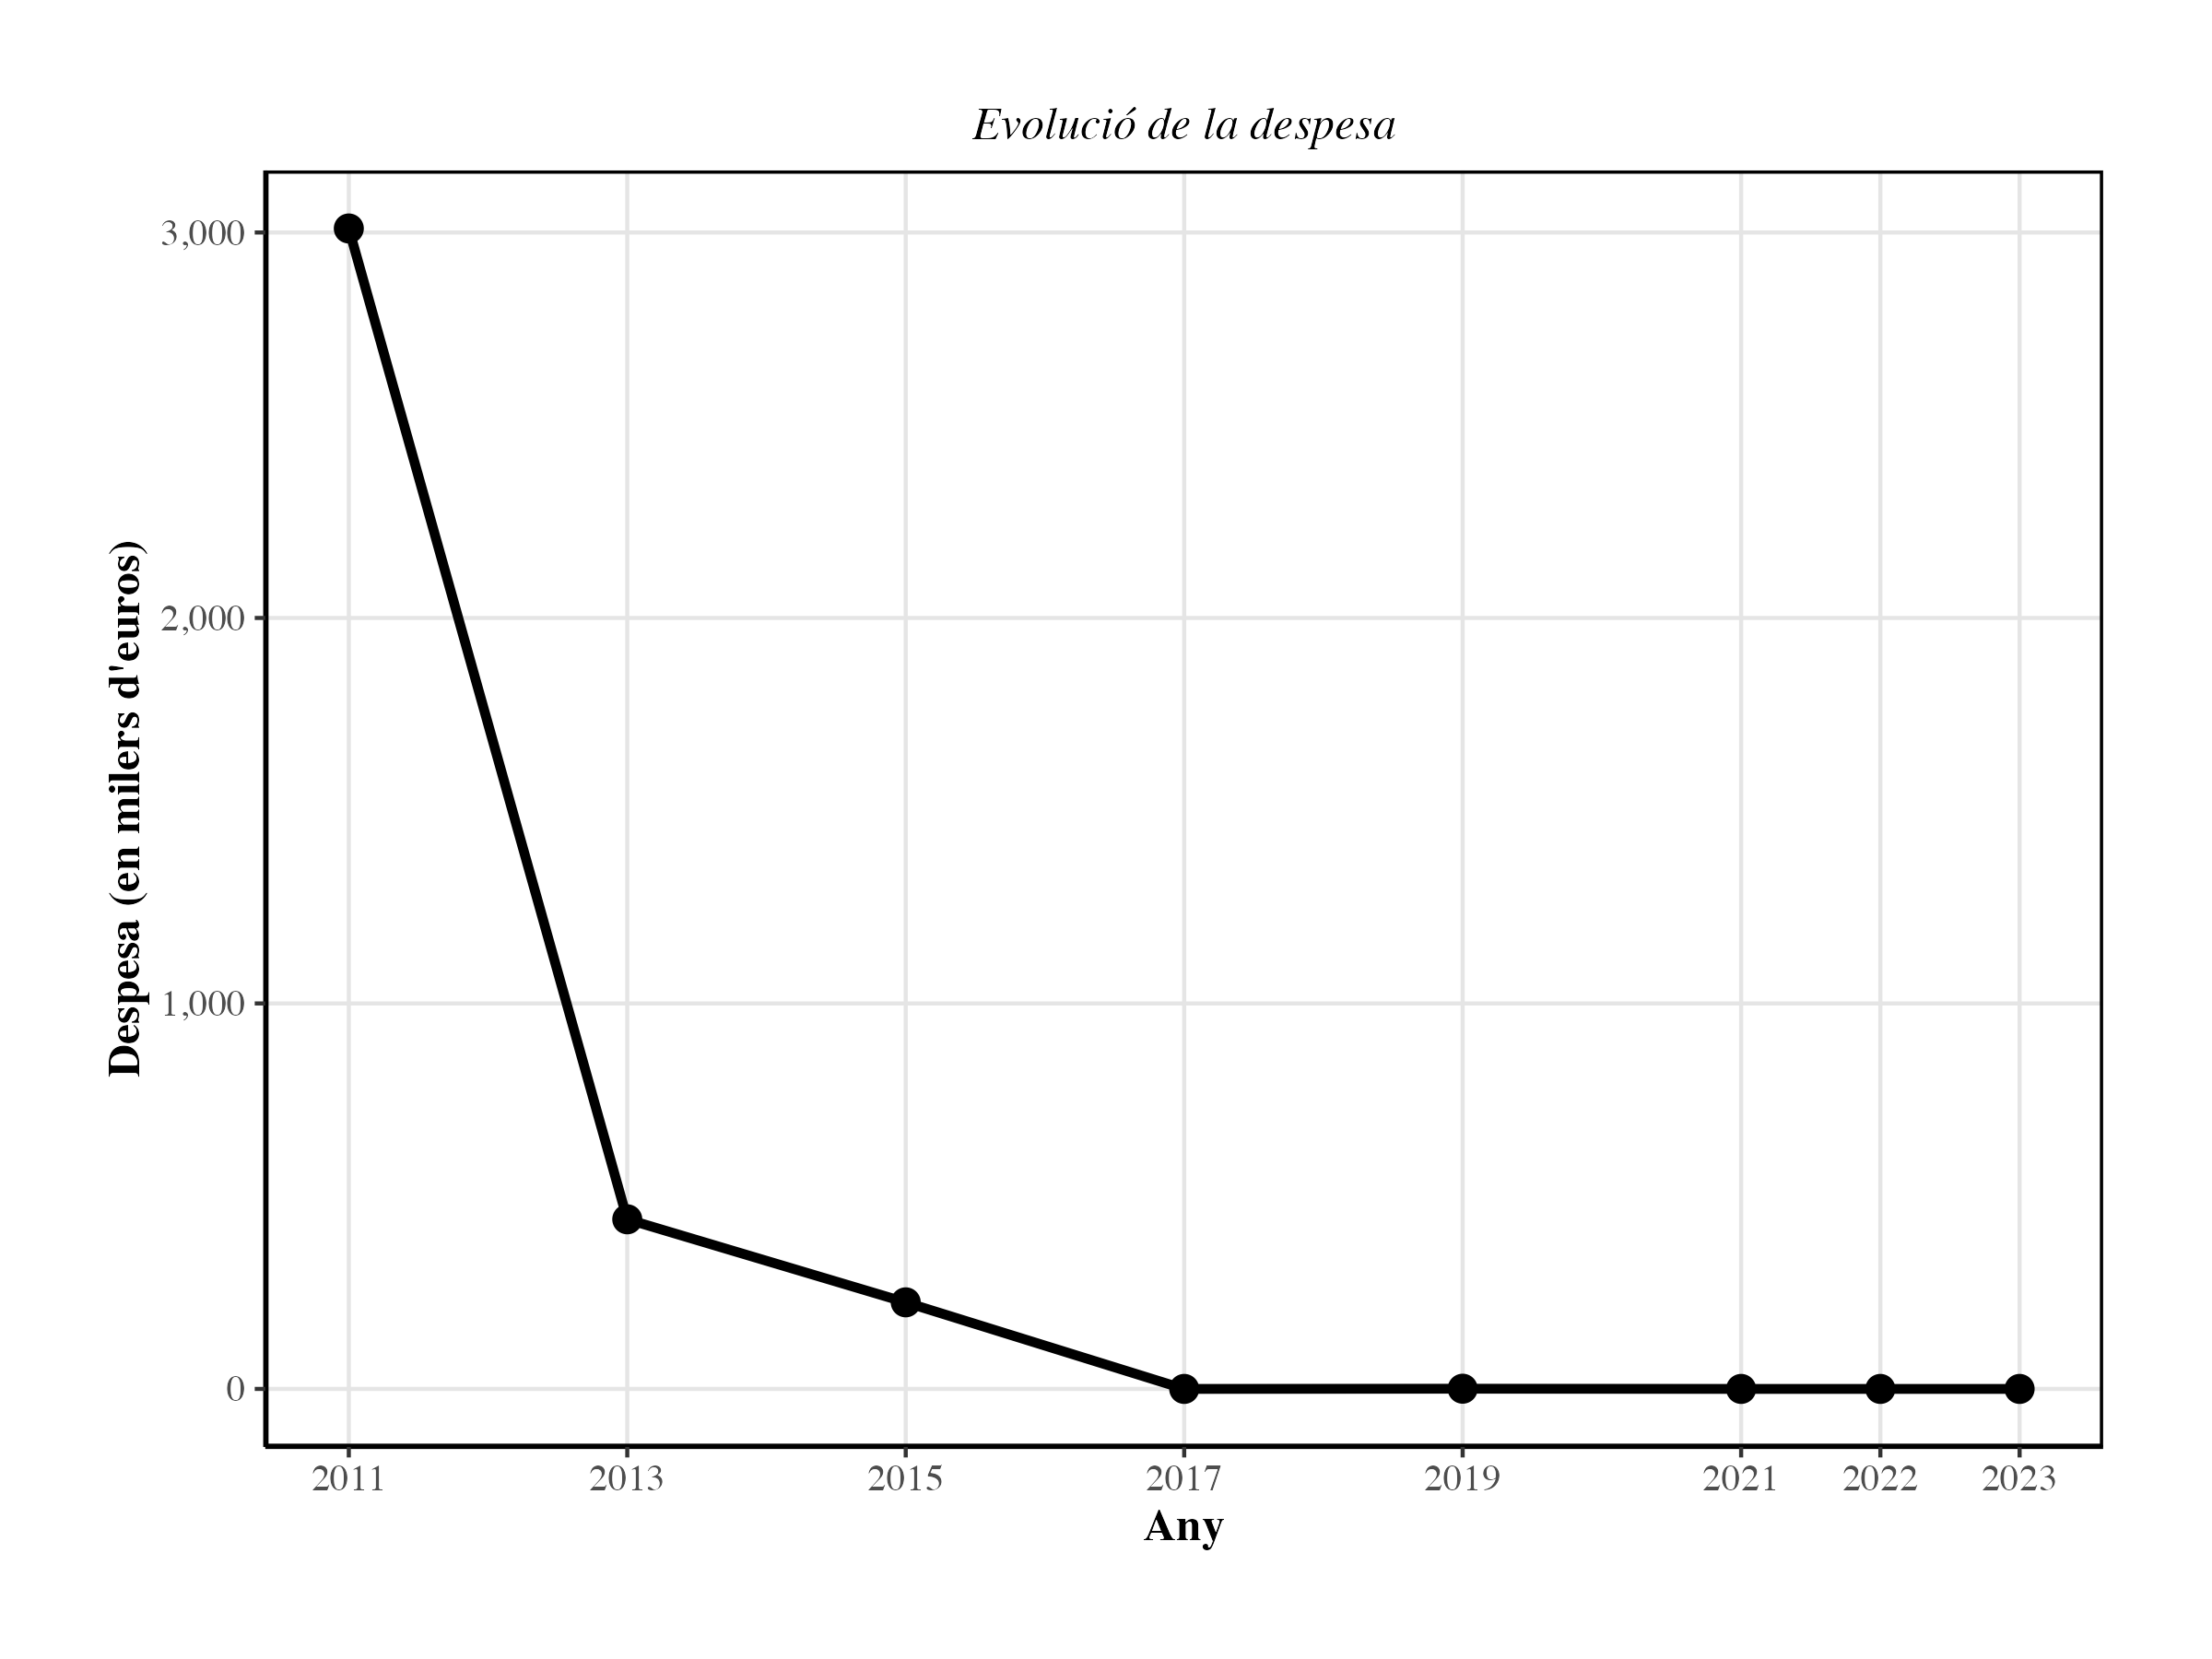 Evolució de la despesa
Despesa (en milers d'euros)
3,000
2,000
1,000
0
2011 2013 2015 2017 2019 2021 2022 2023
Any